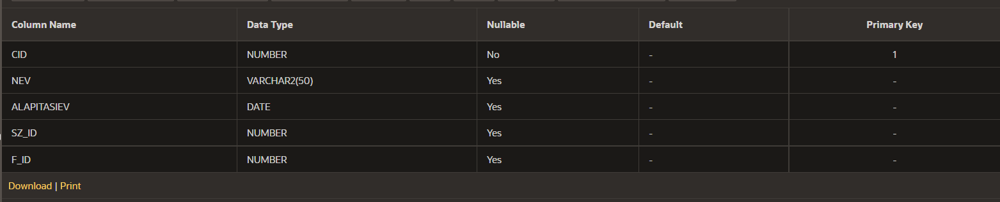 Column Name Data Type Nullable Default Primary Key
CID NUMBER No - 1
NEV VARCHAR2(50) Yes - -
ALAPITASIEV DATE Yes - -
SZ_ID NUMBER Yes - -
F_ID NUMBER Yes - -
Download | Print